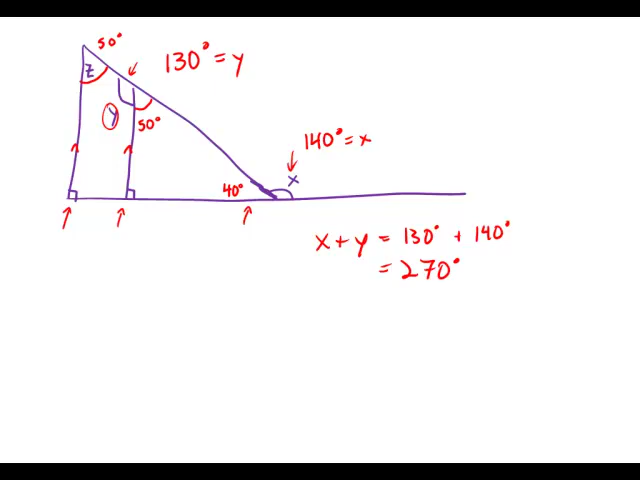 50°
130° = y
z
y
50°
140° = x
x
40°
x + y = 130° + 140°
= 270°